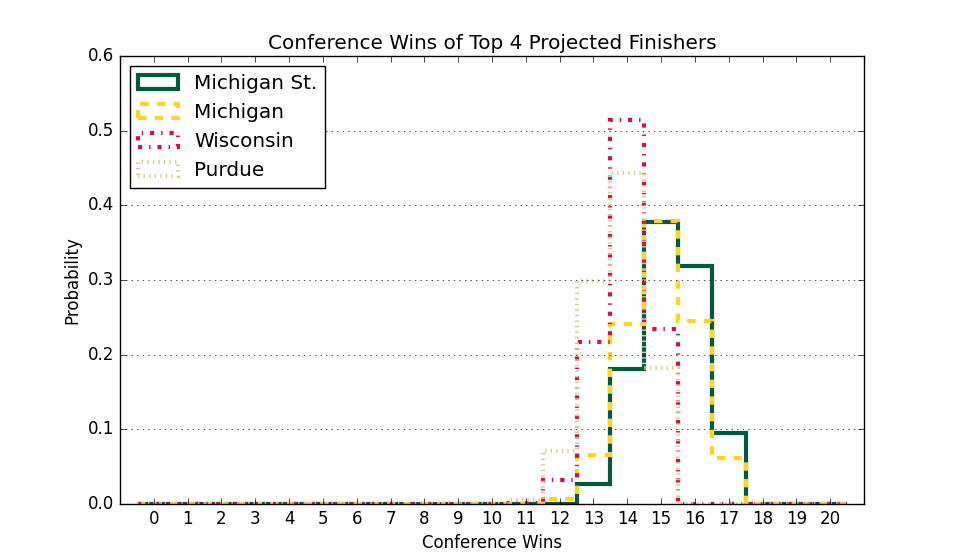 Conference Wins of Top 4 Projected Finishers
0.6
0.5
0.4
0.3
0.2
0.1
0.0
Probability
Michigan St.
Michigan
Wisconsin
Purdue
0 1 2 3 4 5 6 7 8 9 10 11 12 13 14 15 16 17 18 19 20
Conference Wins